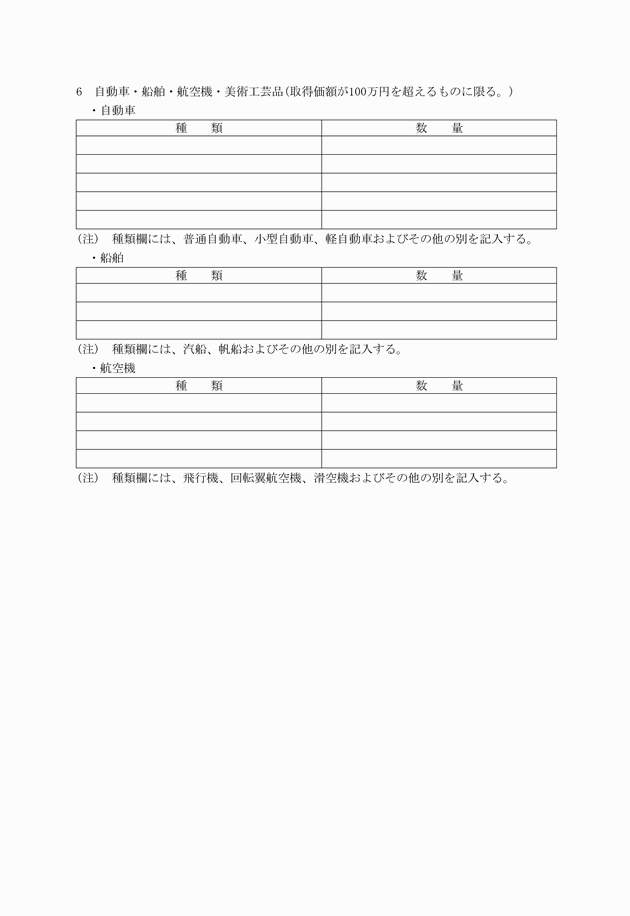 6　自動車・船舶・航空機・美術工芸品(取得価額が100万円を超えるものに限る。)
・自動車
種　　類　　数　　量
(注)　種類欄には、普通自動車、小型自動車、軽自動車およびその他の別を記入する。
・船舶
種　　類　　数　　量
(注)　種類欄には、汽船、帆船およびその他の別を記入する。
・航空機
種　　類　　数　　量
(注)　種類欄には、飛行機、回転翼航空機、滑空機およびその他の別を記入する。